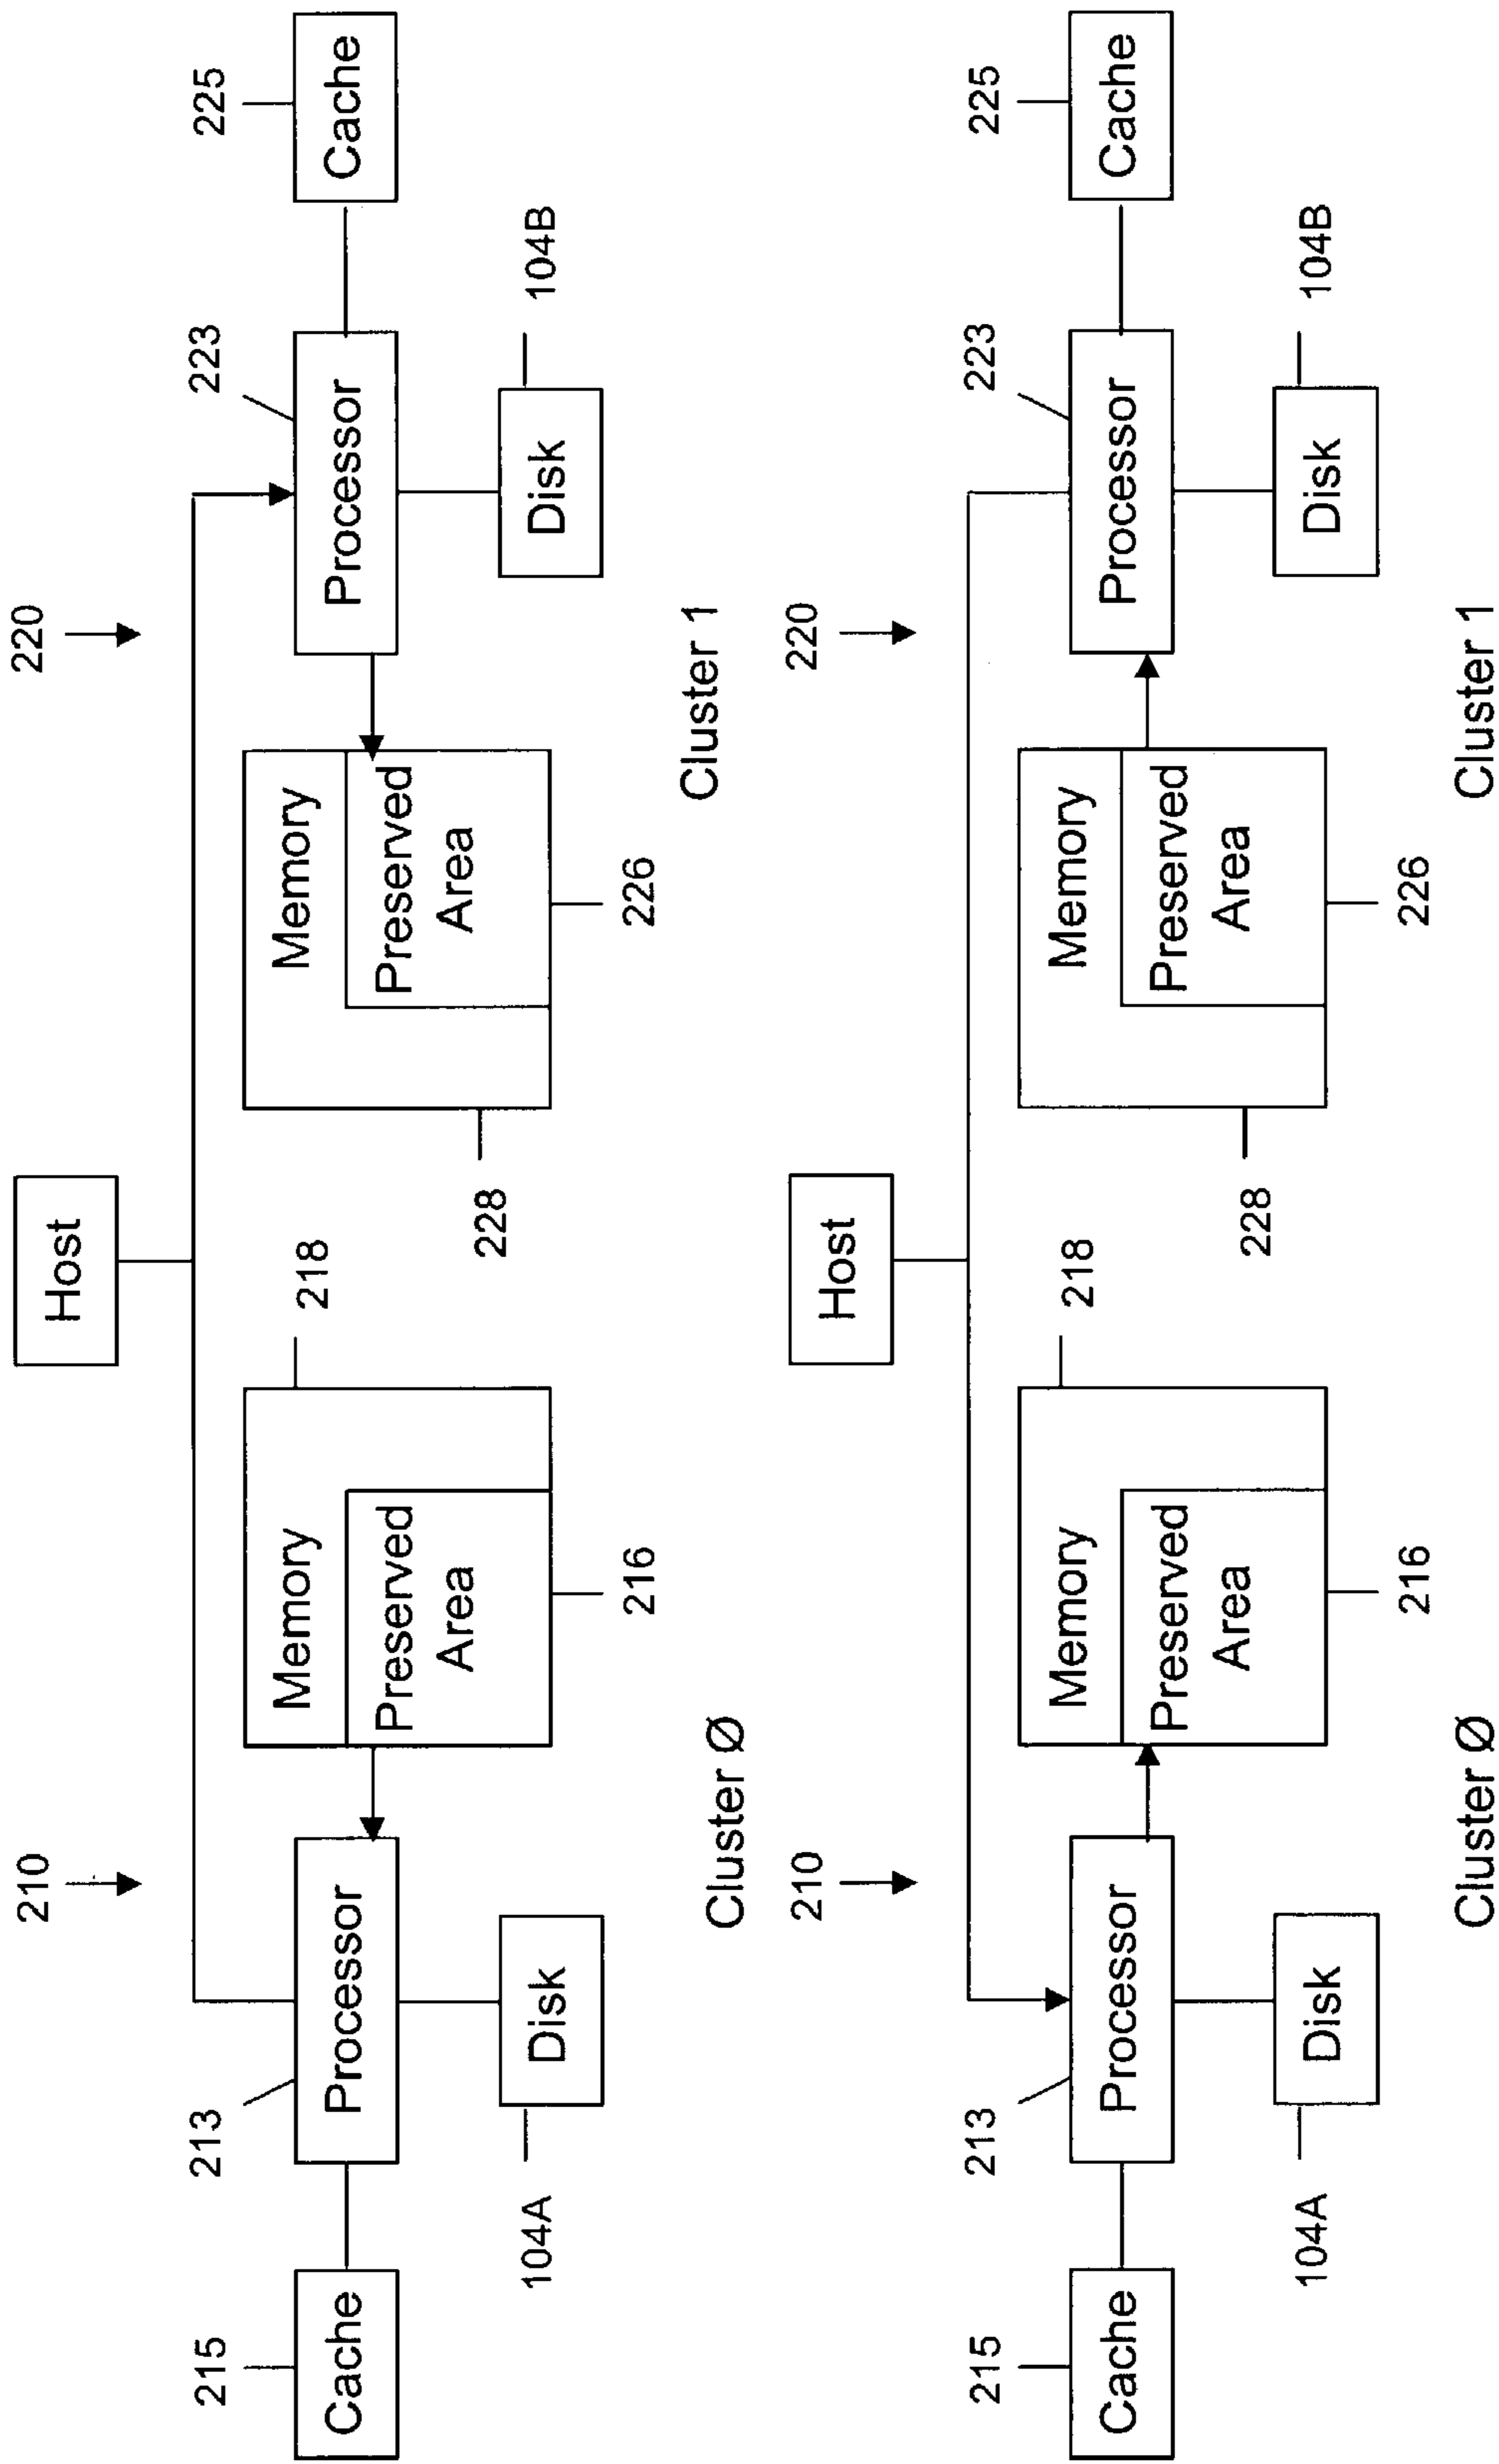 210
Host
220
215
213
223
225
218
Cache
Processor
Memory
Memory
Processor
Cache
Preserved
Area
Preserved
Area
228
104A
Disk
Disk
104B
216
226
Cluster Ø
Cluster 1
210
Host
220
215
213
223
225
218
Cache
Processor
Memory
Memory
Processor
Cache
Preserved
Area
Preserved
Area
228
104A
Disk
Disk
104B
216
226
Cluster Ø
Cluster 1